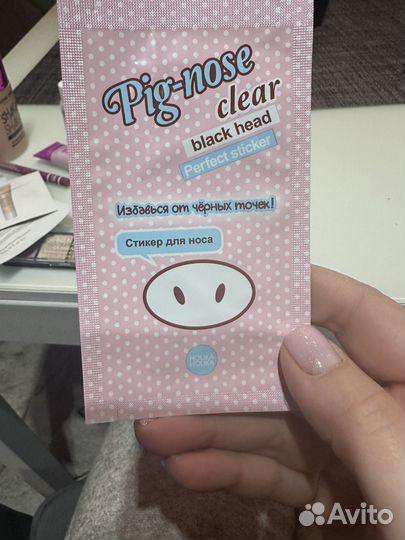 Pig-nose
clear
black head
Perfect sticker
Избавься от чёрных точек!
Стикер для носа
HOLIKA
HOLIKA
Avito